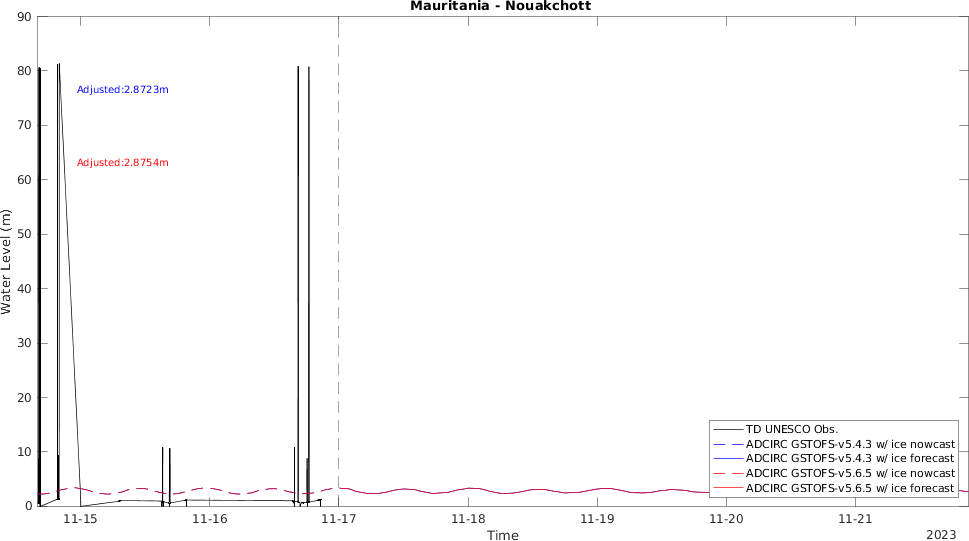 Mauritania - Nouakchott
90
80
70
60
50
40
30
20
10
0
Water Level (m)
Adjusted:2.8723m
Adjusted:2.8754m
TD UNESCO Obs.
ADCIRC GSTOFS-v5.4.3 w/ ice nowcast
ADCIRC GSTOFS-v5.4.3 w/ ice forecast
ADCIRC GSTOFS-v5.6.5 w/ ice nowcast
ADCIRC GSTOFS-v5.6.5 w/ ice forecast
11-15 11-16 11-17 11-18 11-19 11-20 11-21
Time
2023